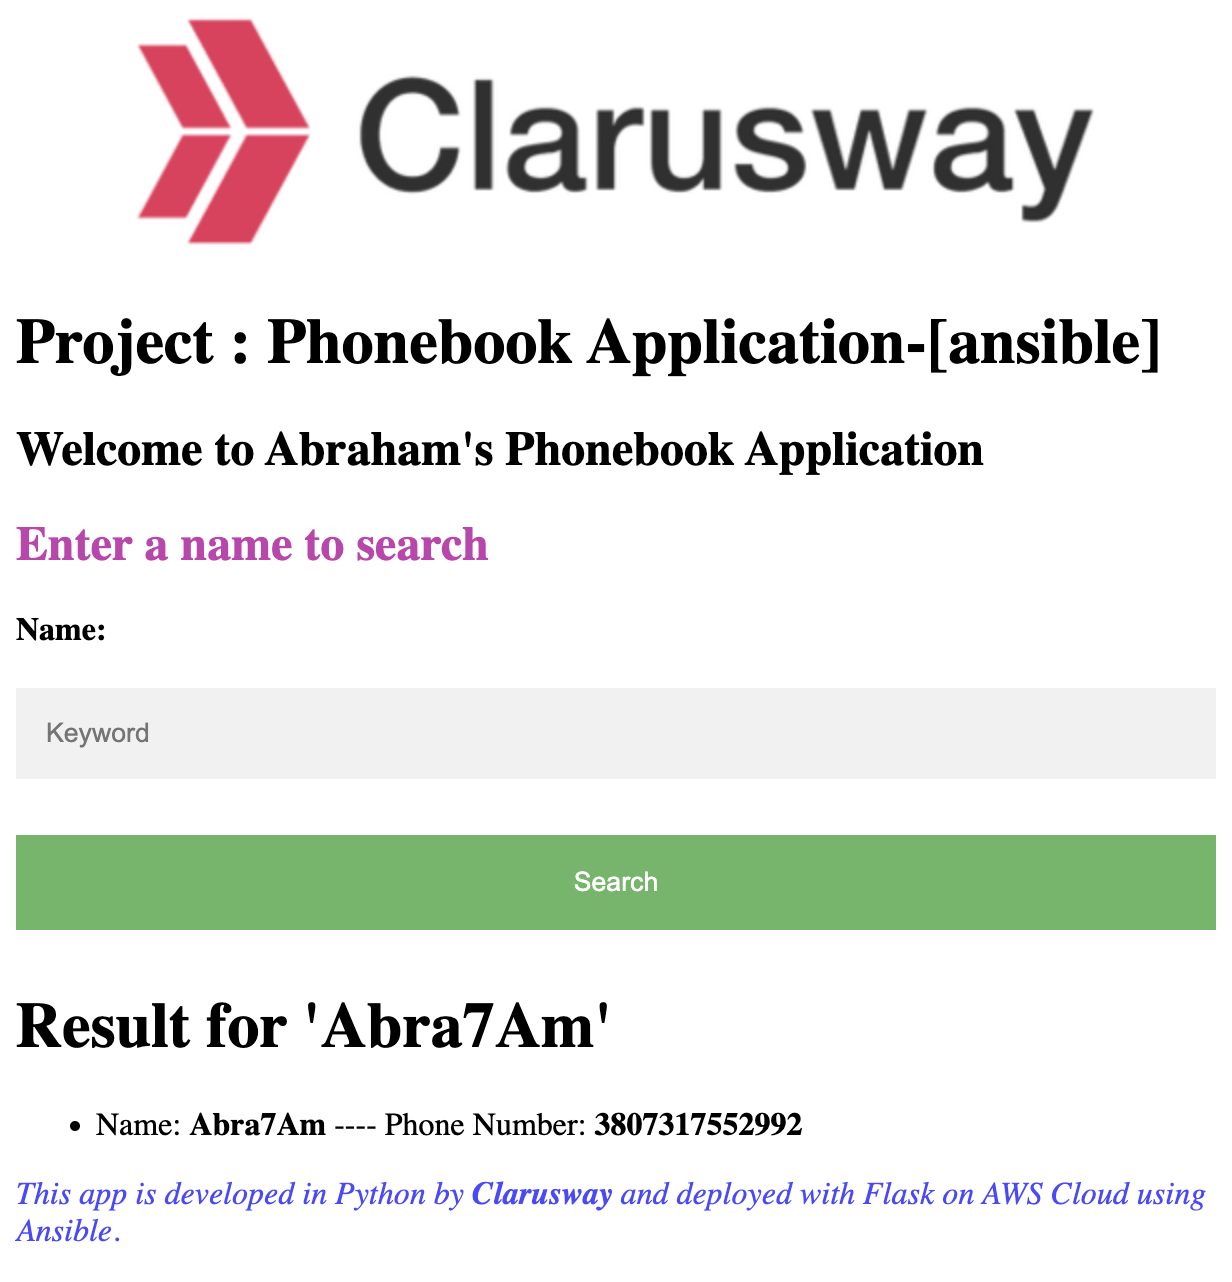 Clarusway
Project : Phonebook Application-[ansible]
Welcome to Abraham's Phonebook Application
Enter a name to search
Name:
Keyword
Search
Result for 'Abra7Am'
• Name: Abra7Am ---- Phone Number: 3807317552992
This app is developed in Python by Clarusway and deployed with Flask on AWS Cloud using
Ansible.